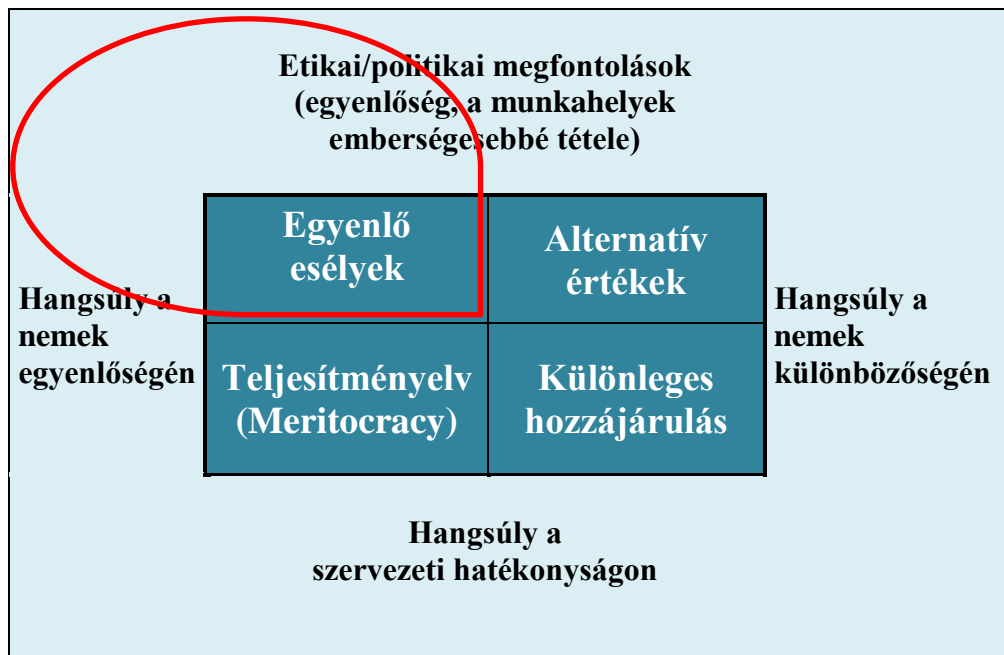 Etikai/politikai megfontolások
(egyenlőség, a munkahelyek
emberségesebbé tétele)
Egyenlő
esélyek
Alternatív
értékek
Hangsúly a
nemek
egyenlőségén
Hangsúly a
nemek
különbözőségén
Teljesítményelv
(Meritocracy)
Különleges
hozzájárulás
Hangsúly a
szervezeti hatékonyságon